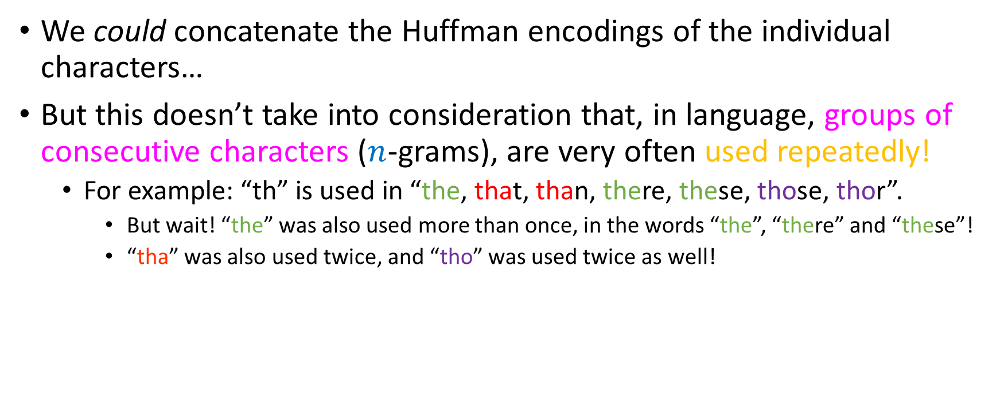 • We could concatenate the Huffman encodings of the individual
characters…
• But this doesn’t take into consideration that, in language, groups of
consecutive characters (n-grams), are very often used repeatedly!
• For example: “th” is used in “the, that, than, there, these, those, thor”.
• But wait! “the” was also used more than once, in the words “the”, “there” and “these”!
• “tha” was also used twice, and “tho” was used twice as well!